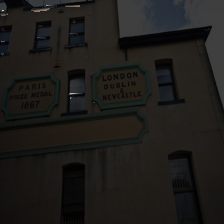 PARIS
PRIZE MEDAL
1867
LONDON
DUBLIN
&
NEWCASTLE